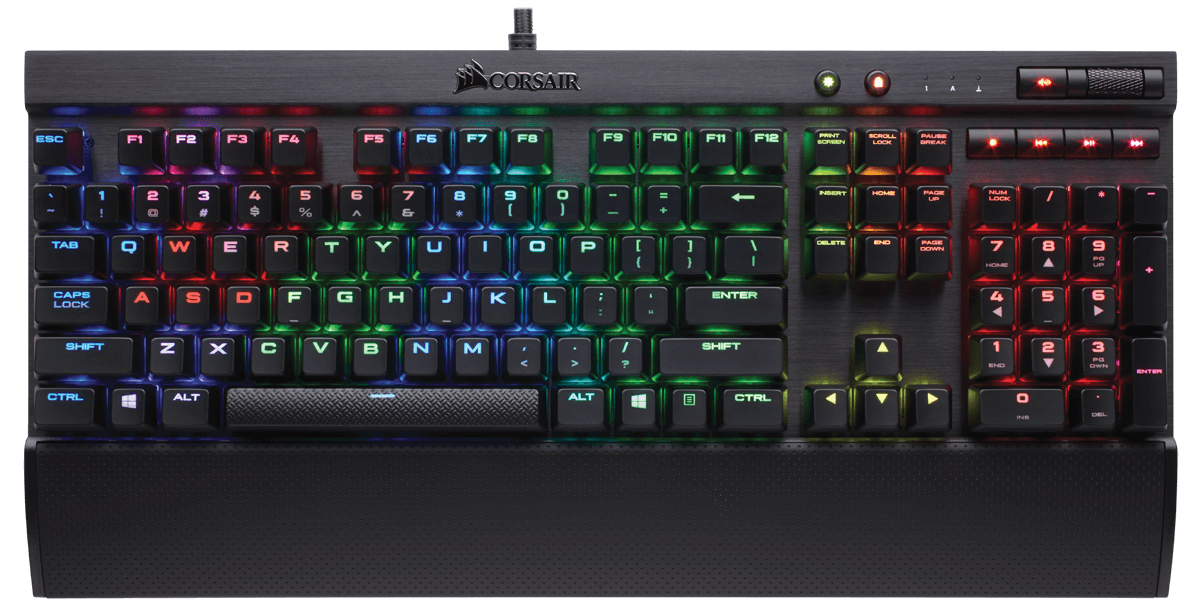 CORSAIR
1 A
ESC F1 F2 F3 F4 F5 F6 F7 F8 F9 F10 F11 F12 PRINT SCROLL PAUSE
SCREEN LOCK BREAK
` 1 2 3 4 5 6 7 8 9 0 - = ← INSERT HOME PAGE NUM / * -
~ ! @ # $ % ^ & * ( ) _ + UP LOCK
TAB Q W E R T Y U I O P [ ] \ DELETE END PAGE 7 8 9 +
{ } | DOWN HOME ▲ PG
UP
CAPS A S D F G H J K L ; ' ENTER 4 5 6
LOCK : " ◀ ▶
SHIFT Z X C V B N M , . / SHIFT ▲ 1 2 3 ENTER
< > ? END ▼ PG
DWN
CTRL ALT ALT CTRL ◀ ▼ ▶ 0 .
INS DEL